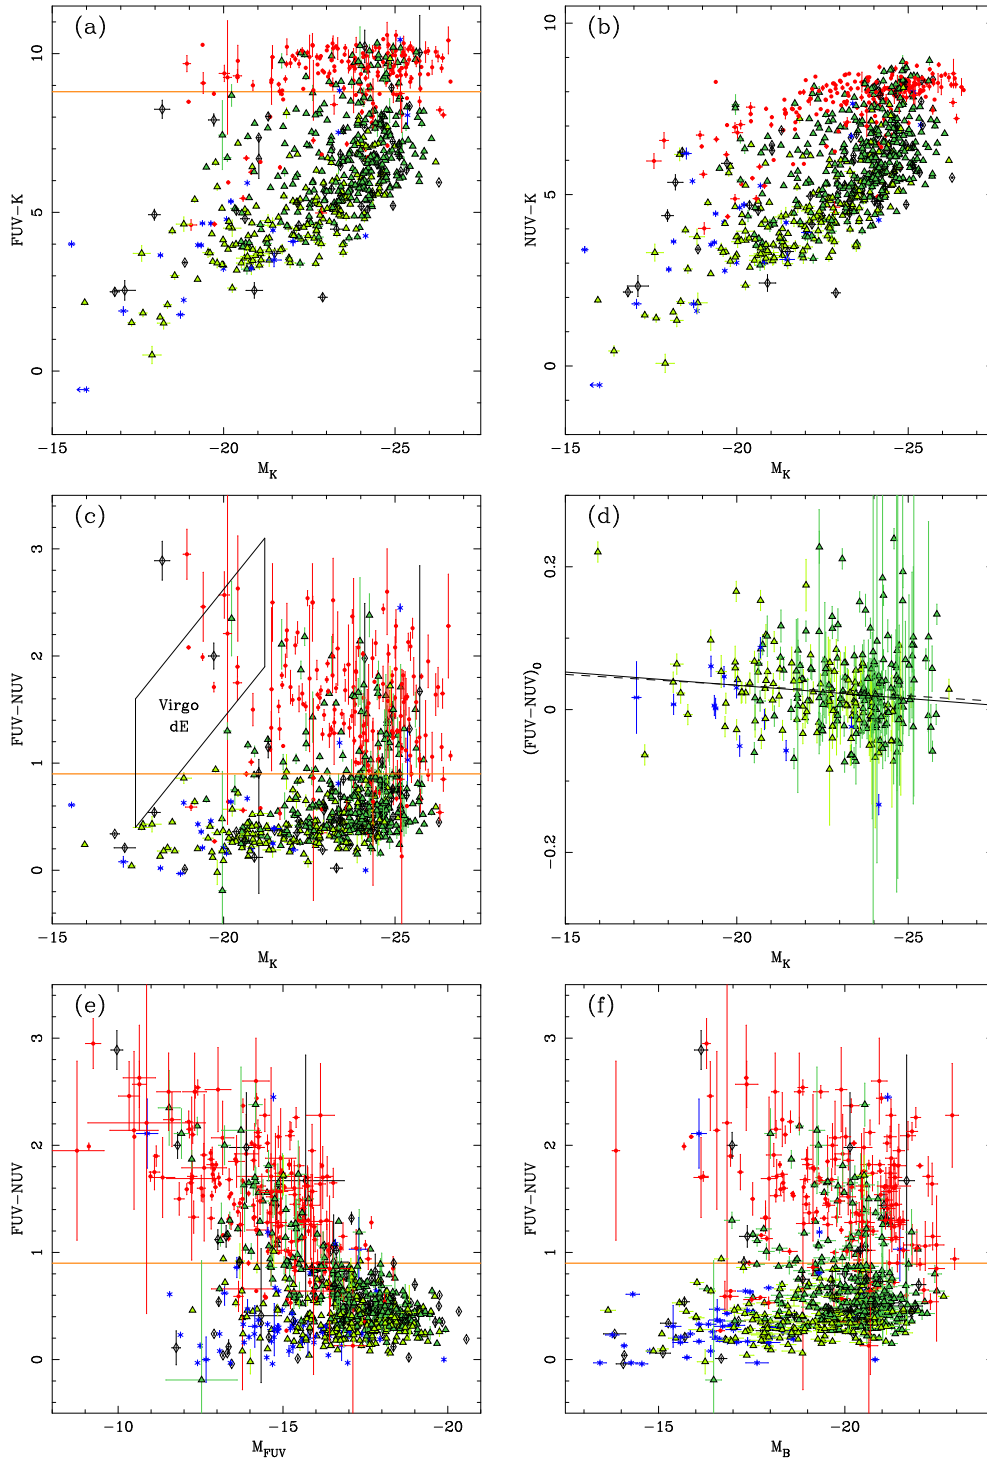 (a)
(b)
10
5
0
FUV−K
−15
−20
−25
M_K
10
5
0
NUV−K
−15
−20
−25
M_K
(c)
(d)
3
2
1
0
FUV−NUV
Virgo
dE
−15
−20
−25
M_K
0.2
0
−0.2
(FUV−NUV)_0
−15
−20
−25
M_K
(e)
(f)
3
2
1
0
FUV−NUV
−10
−15
−20
M_FUV
3
2
1
0
FUV−NUV
−15
−20
M_B